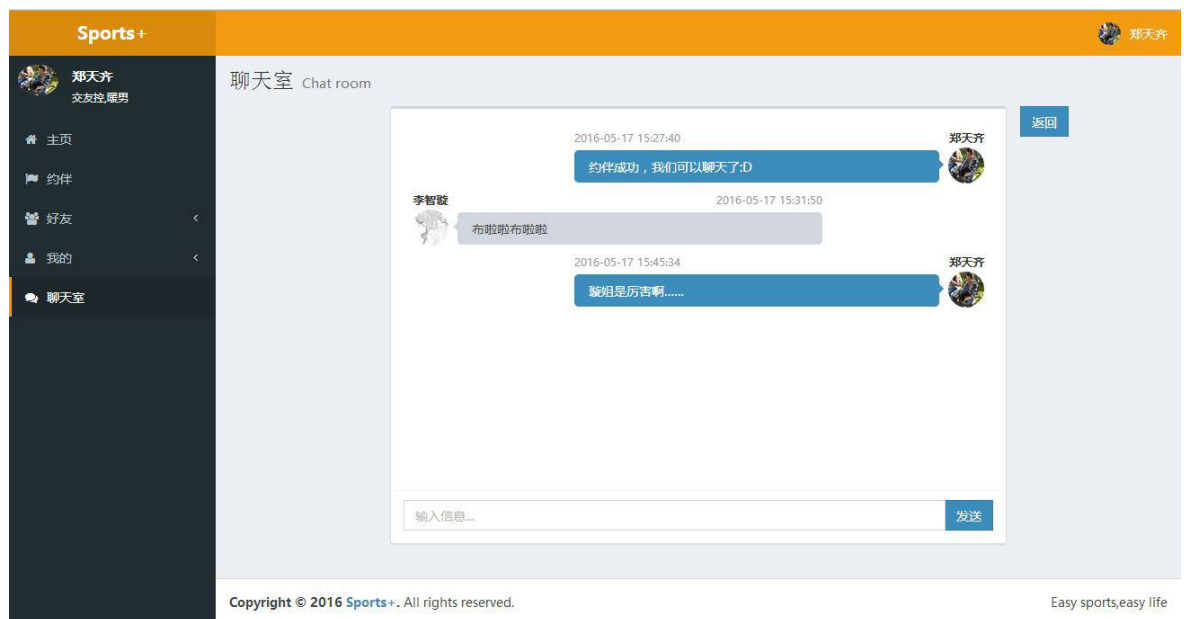 Sports+
郑天齐
郑天齐
交友控,暖男
主页
约伴
好友
我的
聊天室
聊天室 Chat room
返回
2016-05-17 15:27:40 郑天齐
约伴成功，我们可以聊天了:D
李智璇 2016-05-17 15:31:50
布啦啦布啦啦
2016-05-17 15:45:34 郑天齐
璇姐是厉害啊......
输入信息...
发送
Copyright © 2016 Sports+. All rights reserved.
Easy sports,easy life